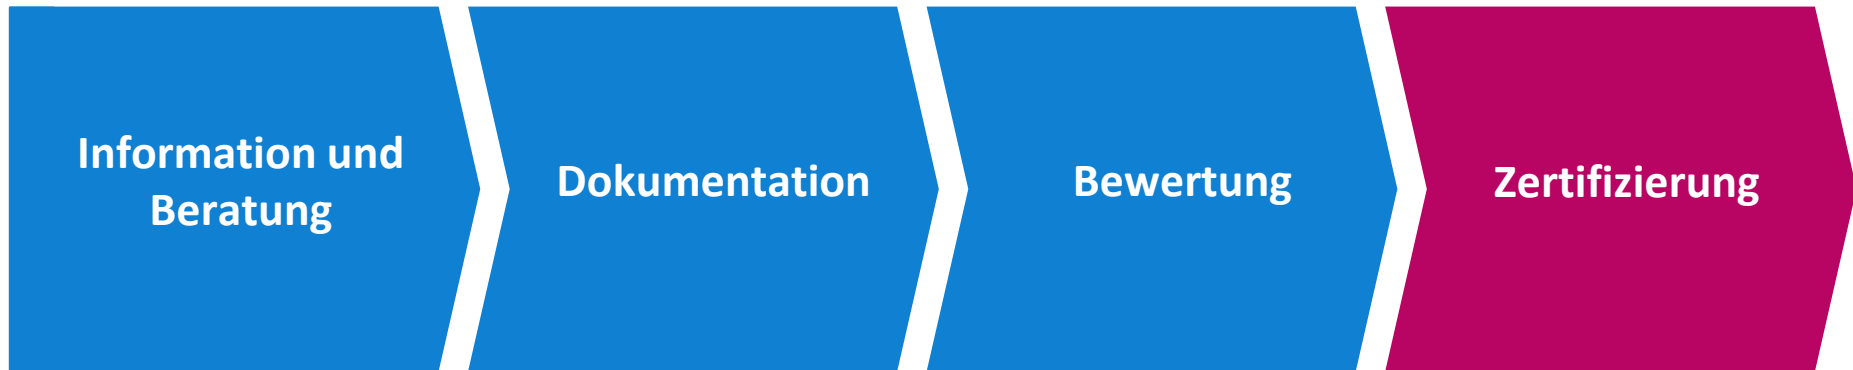 Information und
Beratung
Dokumentation
Bewertung
Zertifizierung